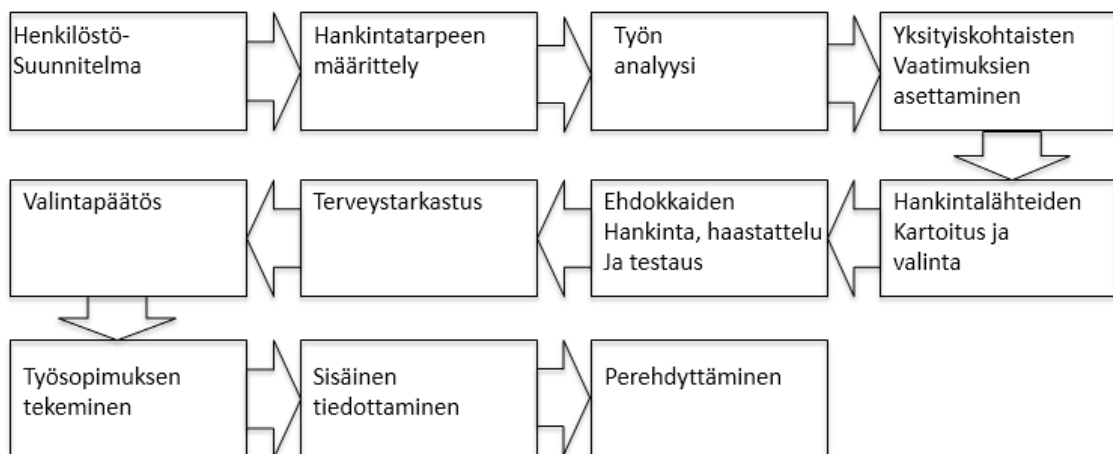 Henkilöstö-
Suunnitelma
Hankintatarpeen
määrittely
Työn
analyysi
Yksityiskohtaisten
Vaatimuksien
asettaminen
Hankintalähteiden
Kartoitus ja
valinta
Ehdokkaiden
Hankinta, haastattelu
Ja testaus
Terveystarkastus
Valintapäätös
Työsopimuksen
tekeminen
Sisäinen
tiedottaminen
Perehdyttäminen